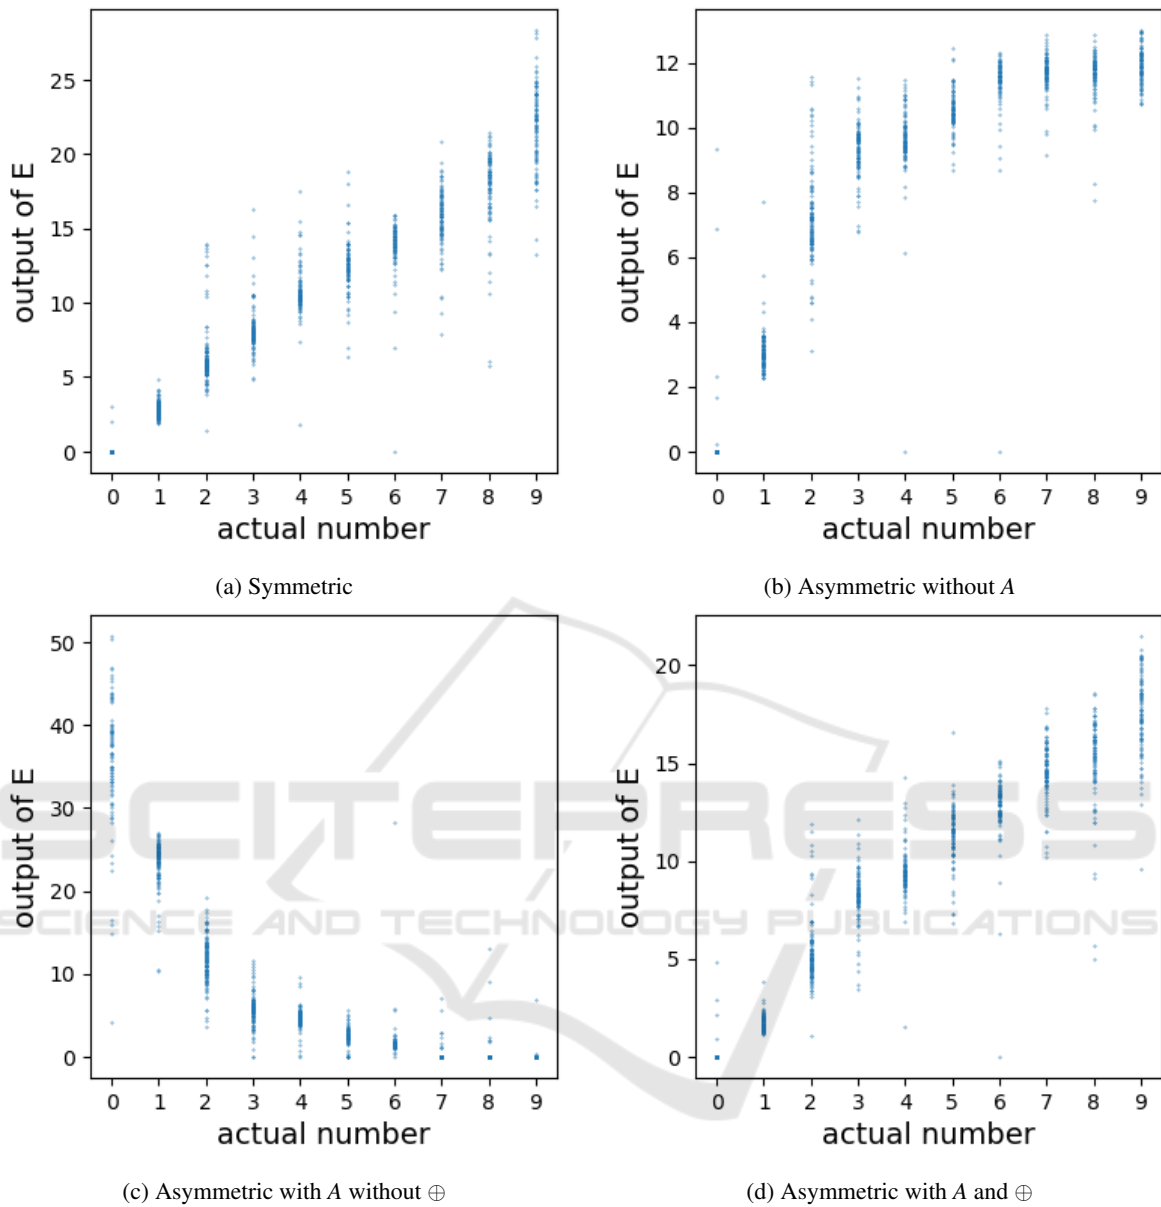 25
20
15
10
5
0
output of E
0 1 2 3 4 5 6 7 8 9
actual number
(a) Symmetric
12
10
8
6
4
2
0
output of E
0 1 2 3 4 5 6 7 8 9
actual number
(b) Asymmetric without A
50
40
30
20
10
0
output of E
0 1 2 3 4 5 6 7 8 9
actual number
(c) Asymmetric with A without ⊕
20
15
10
5
0
output of E
0 1 2 3 4 5 6 7 8 9
actual number
(d) Asymmetric with A and ⊕
SCITEPRESS
SCIENCE AND TECHNOLOGY PUBLICATIONS